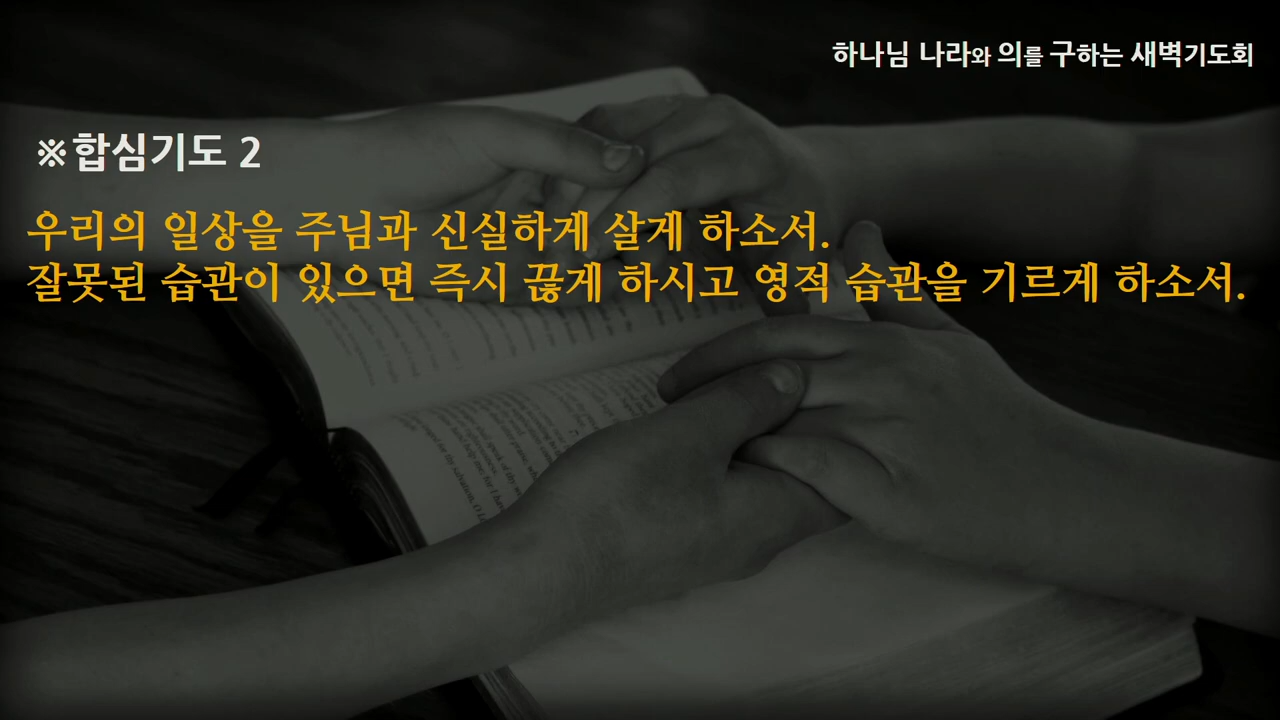 하나님 나라와 의를 구하는 새벽기도회
※합심기도 2
우리의 일상을 주님과 신실하게 살게 하소서.
잘못된 습관이 있으면 즉시 끊게 하시고 영적 습관을 기르게 하소서.